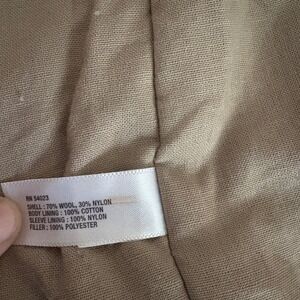 RN 54023
SHELL : 70% WOOL, 30% NYLON
BODY LINING : 100% COTTON
SLEEVE LINING : 100% NYLON
FILLER : 100% POLYESTER